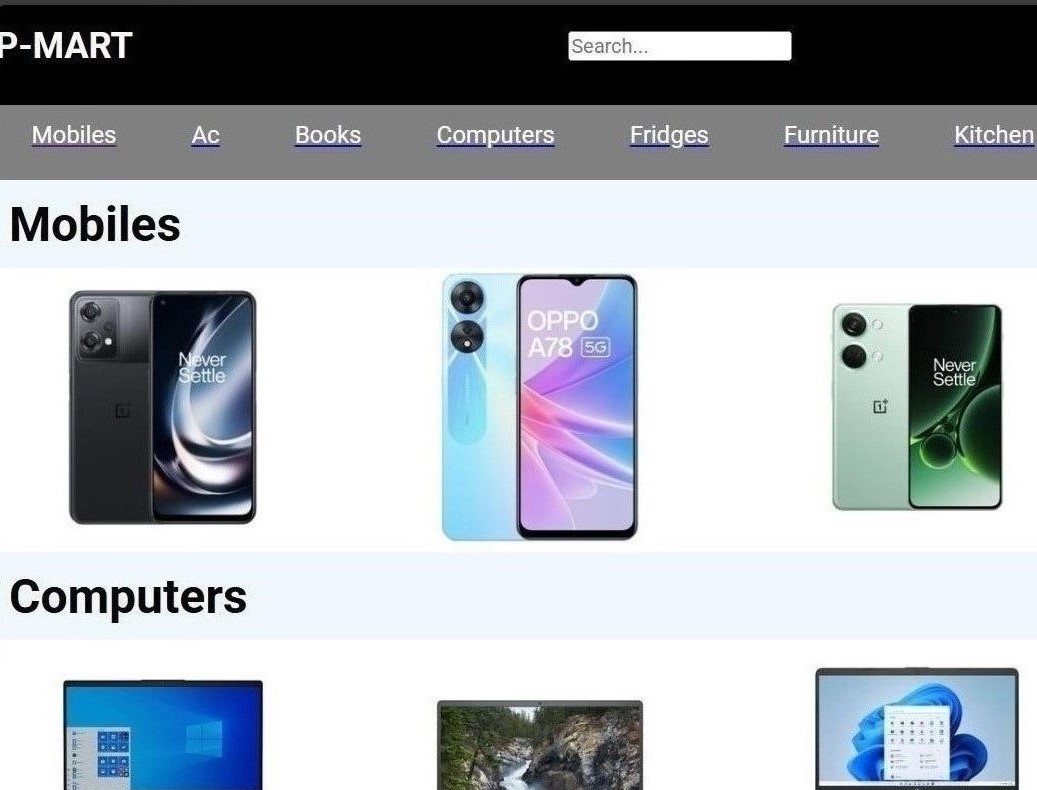 P-MART
Search...
Mobiles Ac Books Computers Fridges Furniture Kitchen
Mobiles
Never
Settle
OPPO
A78 5G
Never
Settle
Computers